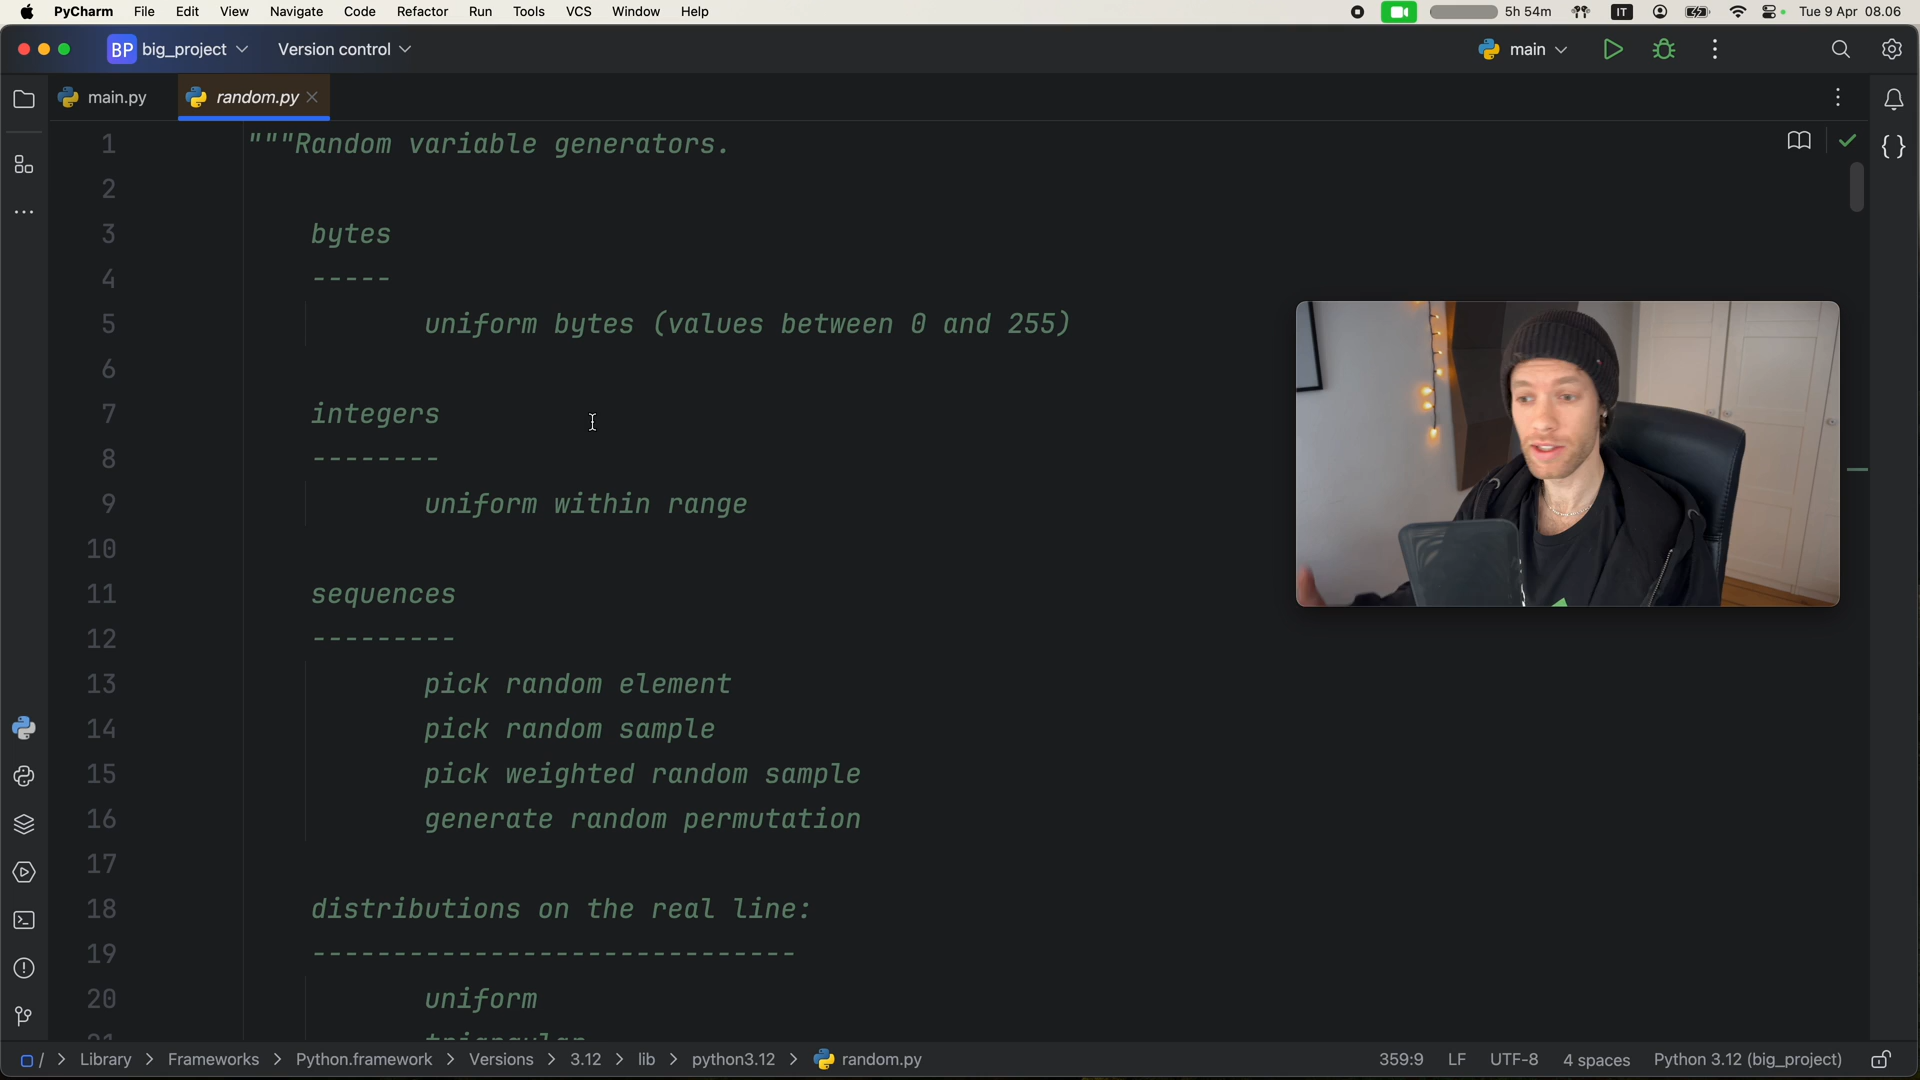 PyCharm File Edit View Navigate Code Refactor Run Tools VCS Window Help 5h 54m IT Tue 9 Apr 08.06
BP big_project Version control main
main.py random.py
1 """Random variable generators.
2
3 bytes
4 -----
5 uniform bytes (values between 0 and 255)
6
7 integers
8 --------
9 uniform within range
10
11 sequences
12 ---------
13 pick random element
14 pick random sample
15 pick weighted random sample
16 generate random permutation
17
18 distributions on the real line:
19 ------------------------------
20 uniform
21 triangular
/ > Library > Frameworks > Python.framework > Versions > 3.12 > lib > python3.12 > random.py 359:9 LF UTF-8 4 spaces Python 3.12 (big_project)